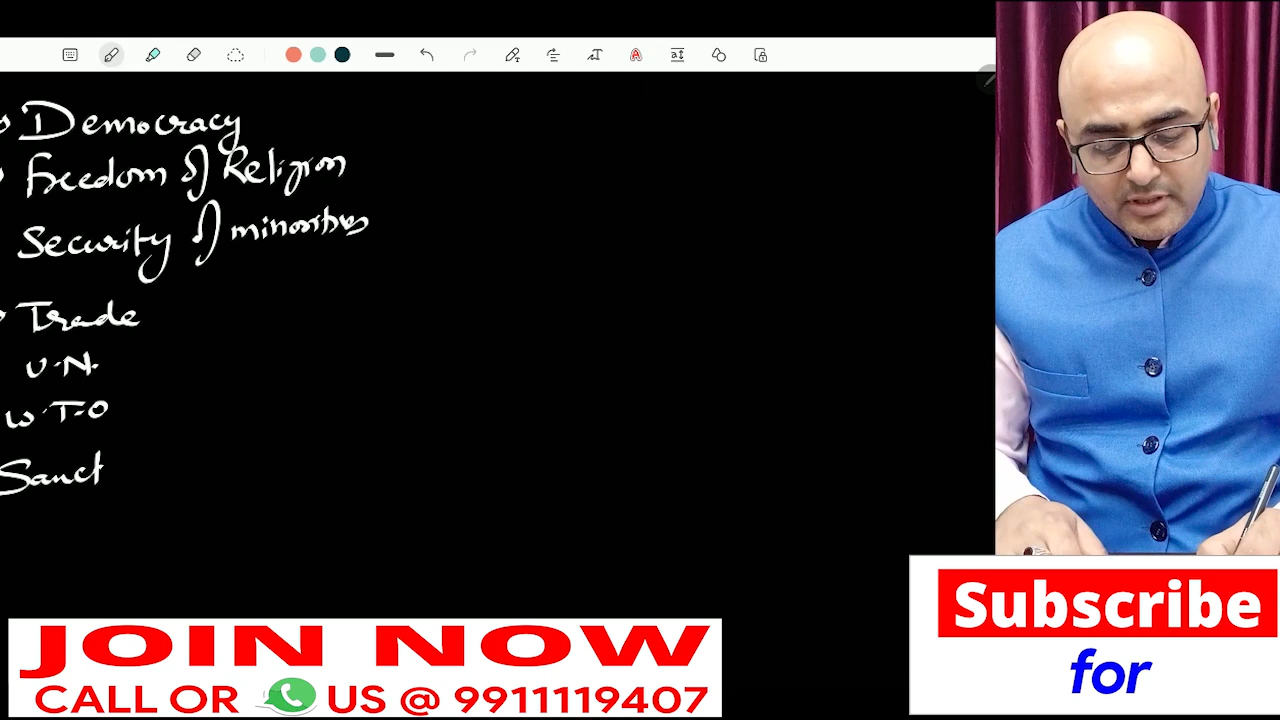 Democracy
Freedom of Religion
Security of minorities
Trade
U.N.
W.T.O
Sanct
JOIN NOW
CALL OR US @ 9911119407
Subscribe
for